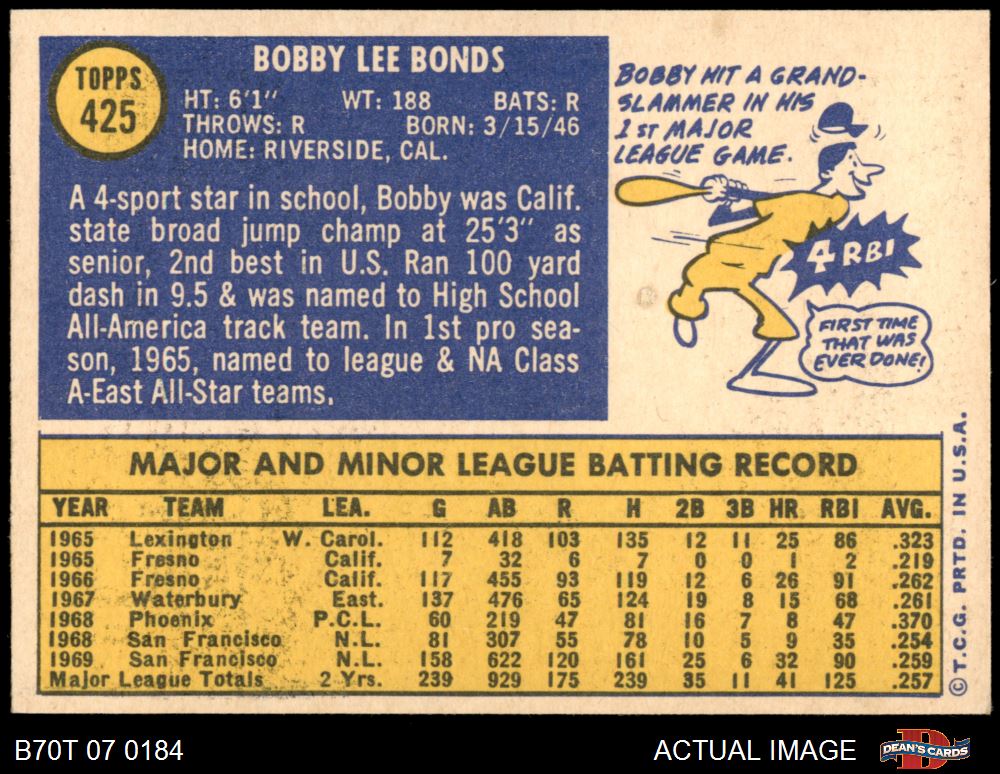 TOPPS
425
BOBBY LEE BONDS
HT: 6'1" WT: 188 BATS: R
THROWS: R BORN: 3/15/46
HOME: RIVERSIDE, CAL.
A 4-sport star in school, Bobby was Calif.
state broad jump champ at 25'3" as
senior, 2nd best in U.S. Ran 100 yard
dash in 9.5 & was named to High School
All-America track team. In 1st pro sea-
son, 1965, named to league & NA Class
A-East All-Star teams.
BOBBY HIT A GRAND-
SLAMMER IN HIS
1ST MAJOR
LEAGUE GAME.
4 RBI
FIRST TIME
THAT WAS
EVER DONE!
MAJOR AND MINOR LEAGUE BATTING RECORD
YEAR TEAM LEA. G AB R H 2B 3B HR RBI AVG.
1965 Lexington W. Carol. 112 418 103 135 12 11 25 86 .323
1965 Fresno Calif. 7 32 6 7 0 0 1 2 .219
1966 Fresno Calif. 117 455 93 119 12 6 26 91 .262
1967 Waterbury East. 137 476 65 124 19 8 15 68 .261
1968 Phoenix P.C.L. 60 219 47 81 16 7 8 47 .370
1968 San Francisco N.L. 81 307 55 78 10 5 9 35 .254
1969 San Francisco N.L. 158 622 120 161 25 6 32 90 .259
Major League Totals 2 Yrs. 239 929 175 239 35 11 41 125 .257
© T.C.G. PRTD. IN U.S.A.
B70T 07 0184
ACTUAL IMAGE
DEAN'S CARDS